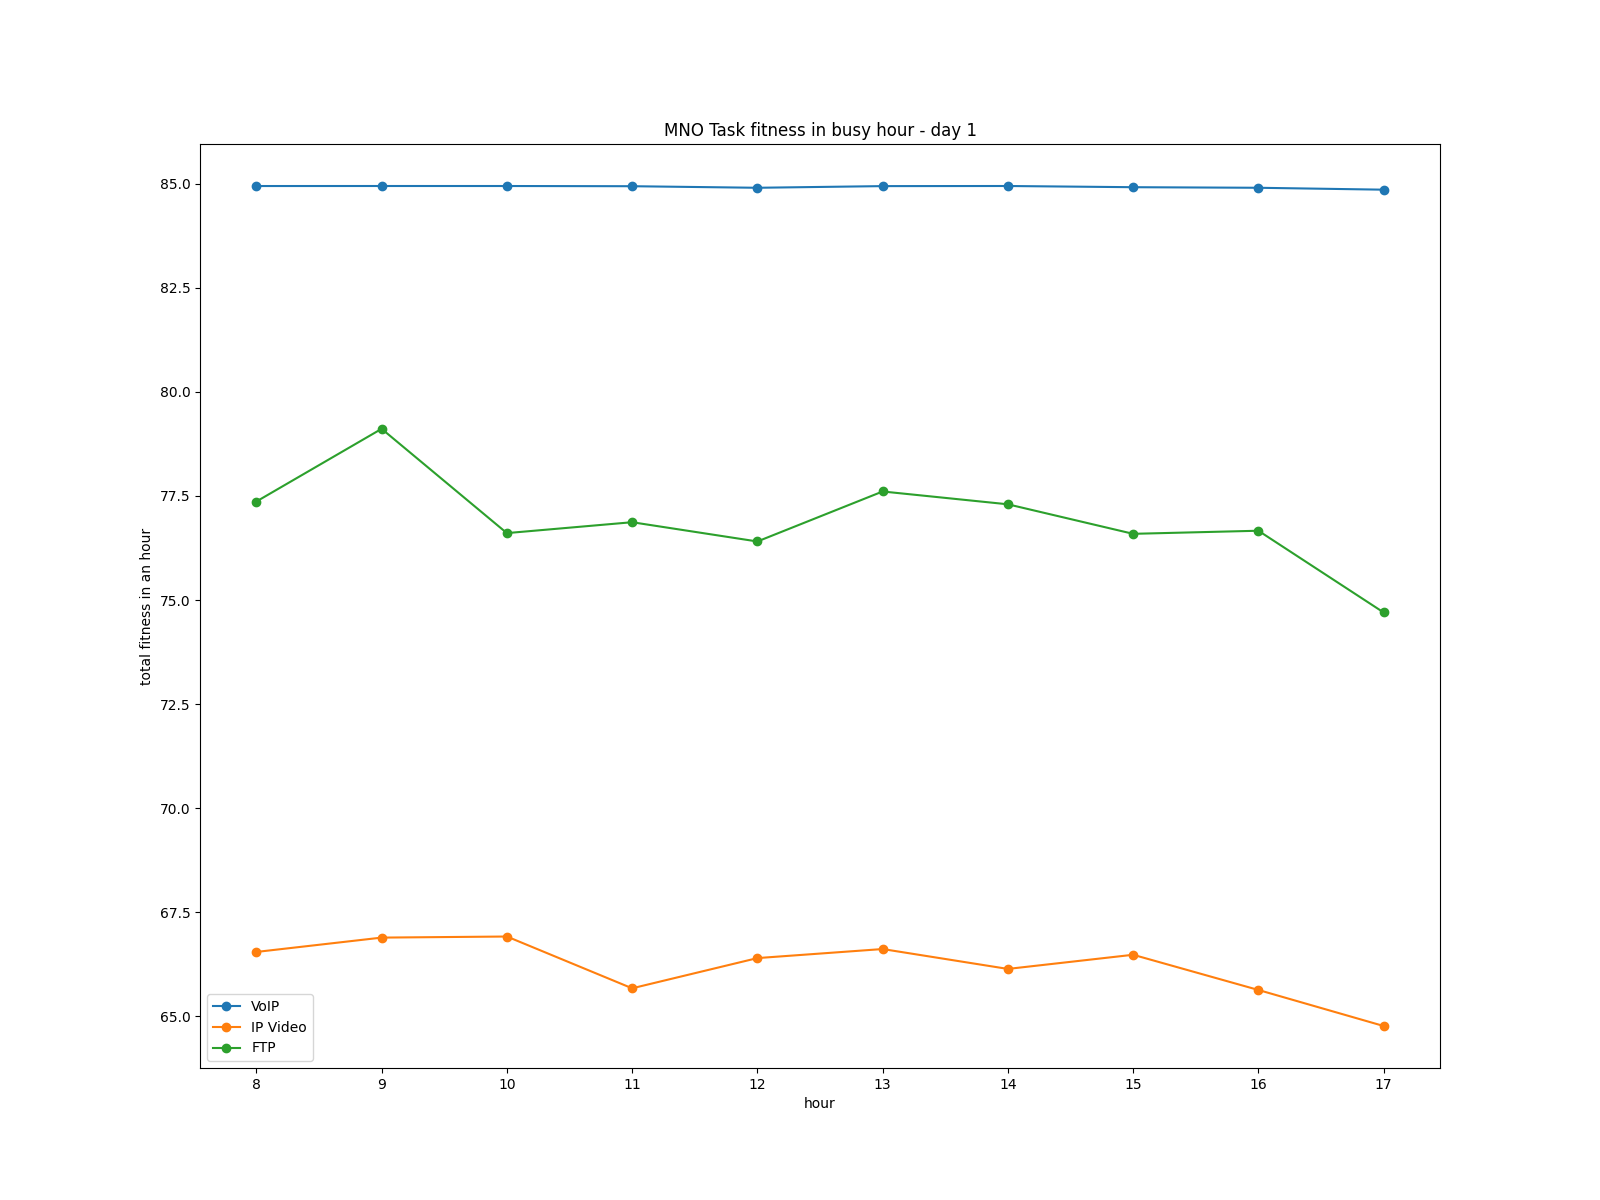 MNO Task fitness in busy hour - day 1
total fitness in an hour
85.0
82.5
80.0
77.5
75.0
72.5
70.0
67.5
65.0
VoIP
IP Video
FTP
8 9 10 11 12 13 14 15 16 17
hour